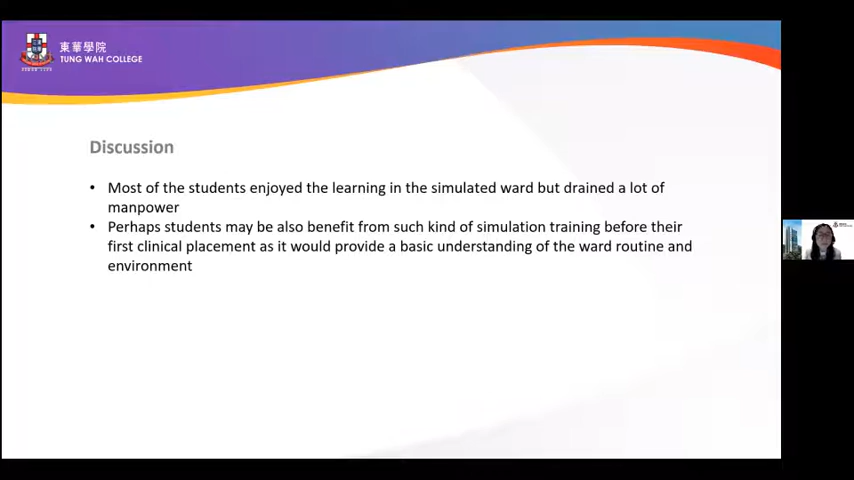 東華學院
TUNG WAH COLLEGE
Discussion
• Most of the students enjoyed the learning in the simulated ward but drained a lot of
manpower
• Perhaps students may be also benefit from such kind of simulation training before their
first clinical placement as it would provide a basic understanding of the ward routine and
environment